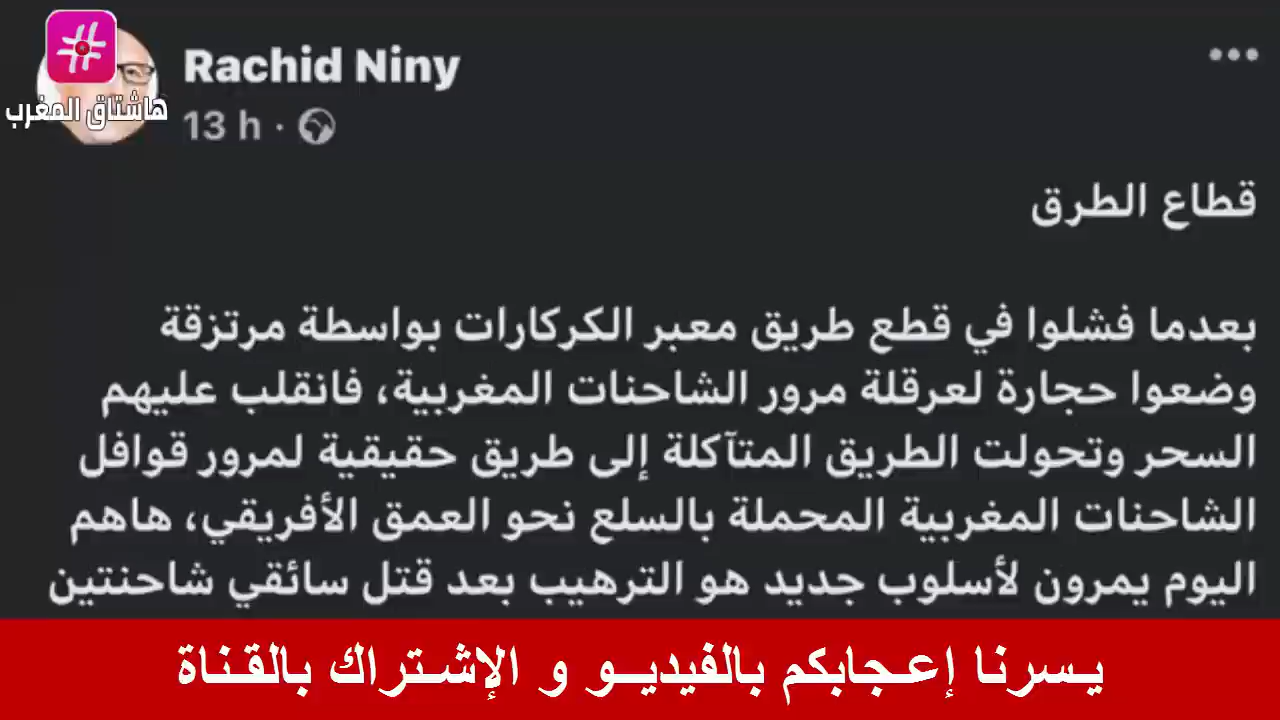 Rachid Niny
13 h
هاشتاق المغرب
قطاع الطرق
بعدما فشلوا في قطع طريق معبر الكركارات بواسطة مرتزقة
وضعوا حجارة لعرقلة مرور الشاحنات المغربية، فانقلب عليهم
السحر وتحولت الطريق المتآكلة إلى طريق حقيقية لمرور قوافل
الشاحنات المغربية المحملة بالسلع نحو العمق الأفريقي، هاهم
اليوم يمرون لأسلوب جديد هو الترهيب بعد قتل سائقي شاحنتين
يسرنا إعجابكم بالفيديو و الإشتراك بالقناة